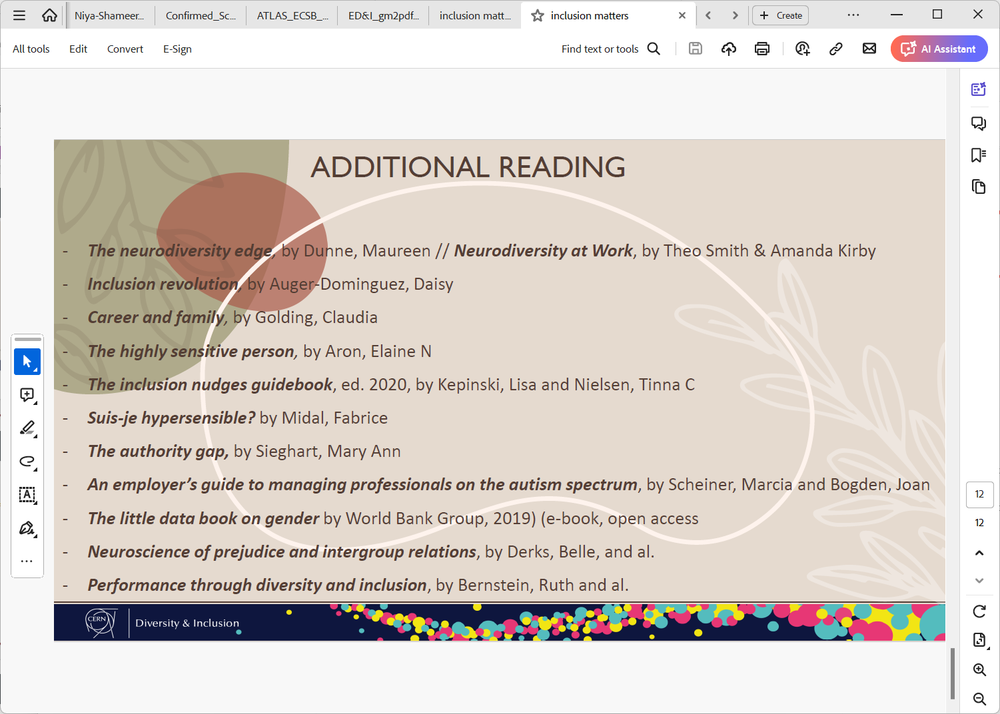 Niya-Shameer...
Confirmed_Sc...
ATLAS_ECSB_...
ED&I_gm2pdf...
inclusion matt...
inclusion matters
Create
All tools
Edit
Convert
E-Sign
Find text or tools
AI Assistant
ADDITIONAL READING
- The neurodiversity edge, by Dunne, Maureen // Neurodiversity at Work, by Theo Smith & Amanda Kirby
- Inclusion revolution, by Auger-Dominguez, Daisy
- Career and family, by Golding, Claudia
- The highly sensitive person, by Aron, Elaine N
- The inclusion nudges guidebook, ed. 2020, by Kepinski, Lisa and Nielsen, Tinna C
- Suis-je hypersensible? by Midal, Fabrice
- The authority gap, by Sieghart, Mary Ann
- An employer’s guide to managing professionals on the autism spectrum, by Scheiner, Marcia and Bogden, Joan
- The little data book on gender by World Bank Group, 2019) (e-book, open access
- Neuroscience of prejudice and intergroup relations, by Derks, Belle, and al.
- Performance through diversity and inclusion, by Bernstein, Ruth and al.
CERN
Diversity & Inclusion
12
12